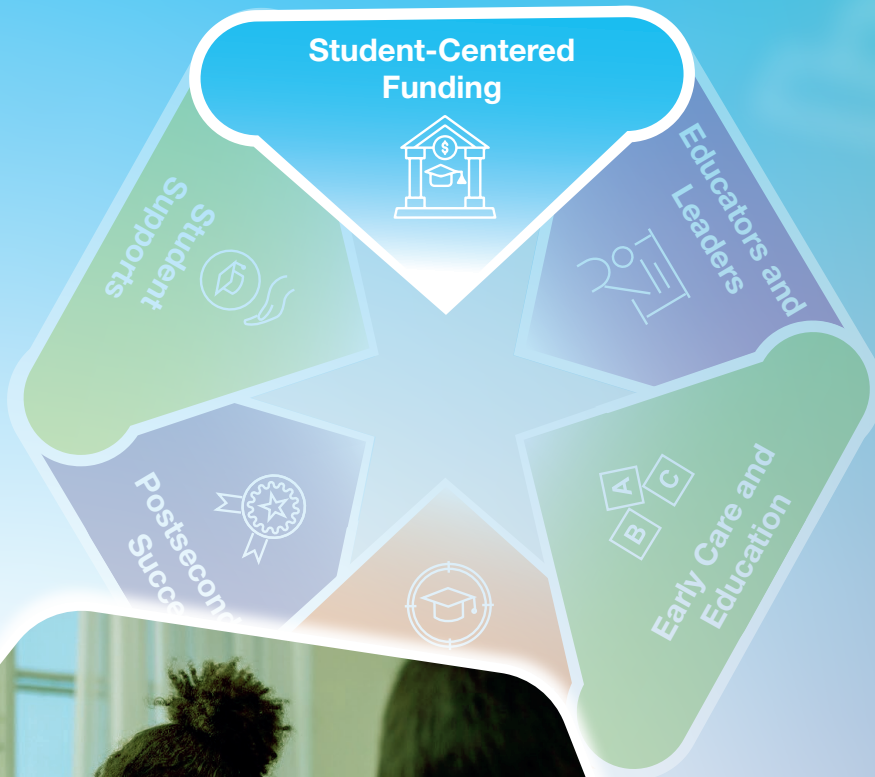 Student-Centered
Funding
$
Educators and
Leaders
Student
Supports
A
C
B
Early Care and
Education